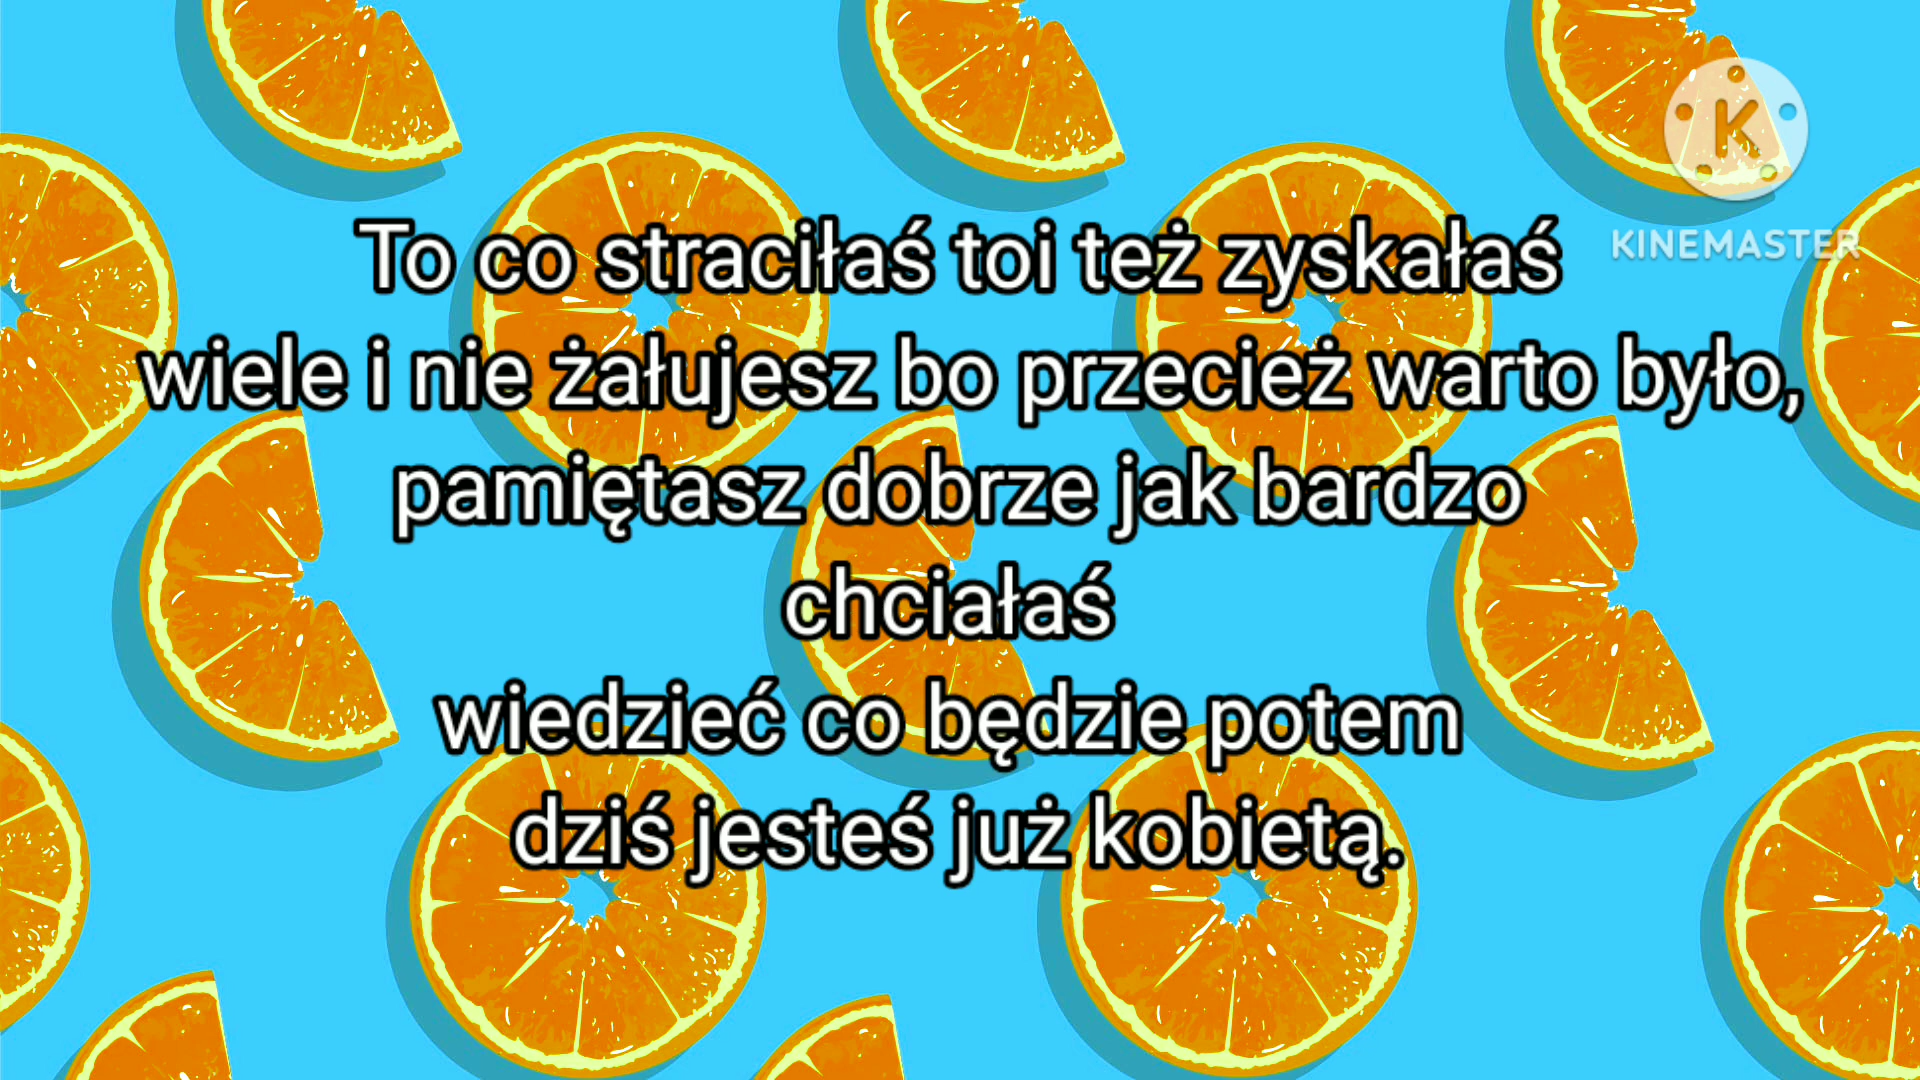 K
KINEMASTER
To co straciłaś toi też zyskałaś
wiele i nie żałujesz bo przecież warto było,
pamiętasz dobrze jak bardzo
chciałaś
wiedzieć co będzie potem
dziś jesteś już kobietą.